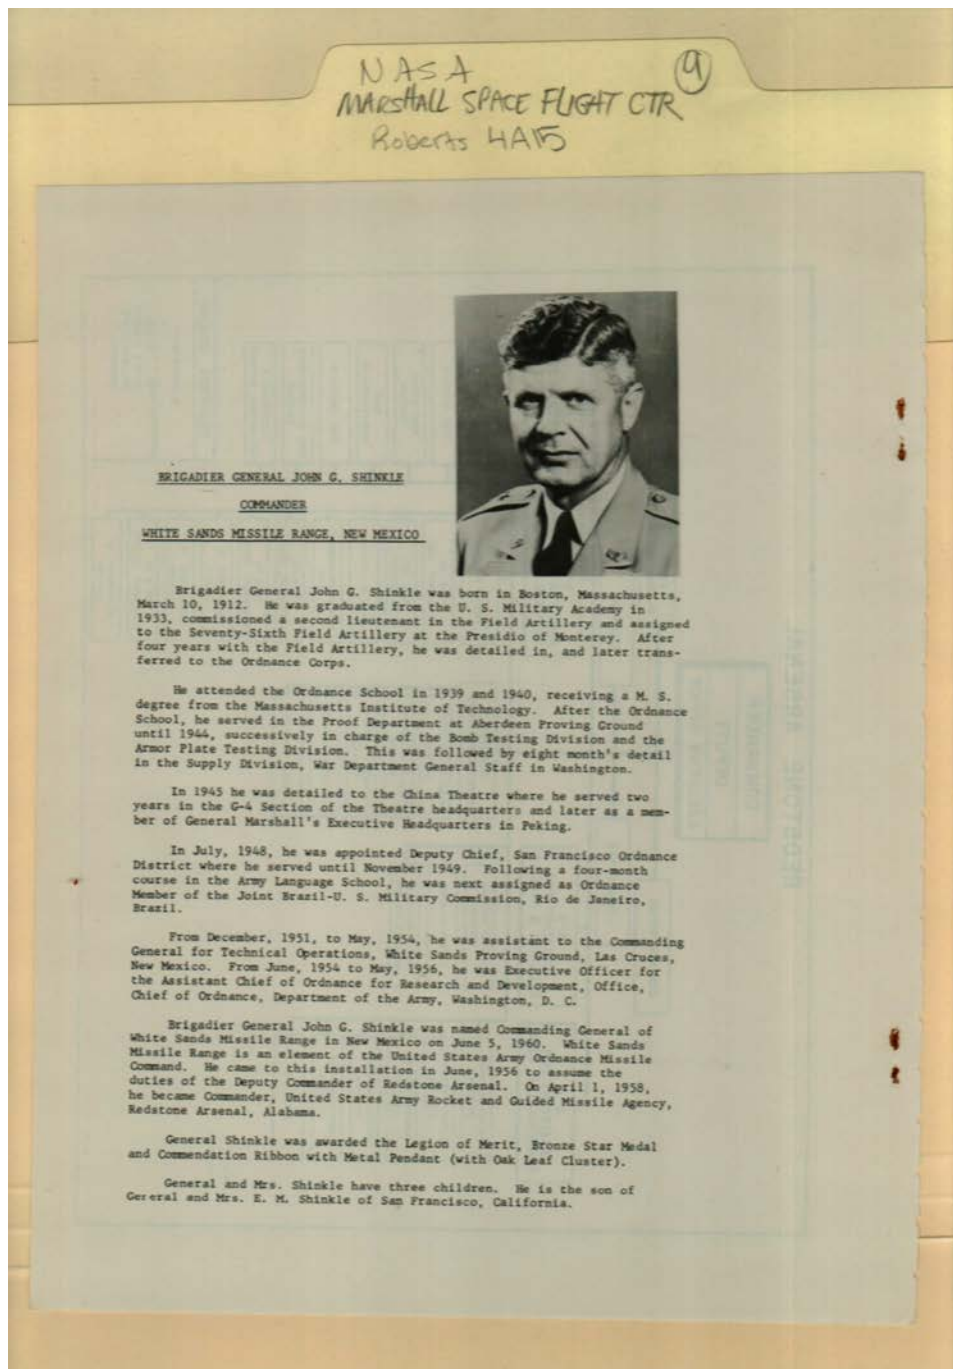 NASA 9
MARSHALL SPACE FLIGHT CTR
Roberts 4A15
BRIGADIER GENERAL JOHN G. SHINKLE
COMMANDER
WHITE SANDS MISSILE RANGE, NEW MEXICO
Brigadier General John G. Shinkle was born in Boston, Massachusetts,
March 10, 1912. He was graduated from the U. S. Military Academy in
1933, commissioned a second lieutenant in the Field Artillery and assigned
to the Seventy-Sixth Field Artillery at the Presidio of Monterey. After
four years with the Field Artillery, he was detailed in, and later trans-
ferred to the Ordnance Corps.
He attended the Ordnance School in 1939 and 1940, receiving a M. S.
degree from the Massachusetts Institute of Technology. After the Ordnance
School, he served in the Proof Department at Aberdeen Proving Ground
until 1944, successively in charge of the Bomb Testing Division and the
Armor Plate Testing Division. This was followed by eight month's detail
in the Supply Division, War Department General Staff in Washington.
In 1945 he was detailed to the China Theatre where he served two
years in the G-4 Section of the Theatre headquarters and later as a mem-
ber of General Marshall's Executive Headquarters in Peking.
In July, 1948, he was appointed Deputy Chief, San Francisco Ordnance
District where he served until November 1949. Following a four-month
course in the Army Language School, he was next assigned as Ordnance
Member of the Joint Brazil-U. S. Military Commission, Rio de Janeiro,
Brazil.
From December, 1951, to May, 1954, he was assistant to the Commanding
General for Technical Operations, White Sands Proving Ground, Las Cruces,
New Mexico. From June, 1954 to May, 1956, he was Executive Officer for
the Assistant Chief of Ordnance for Research and Development, Office,
Chief of Ordnance, Department of the Army, Washington, D. C.
Brigadier General John G. Shinkle was named Commanding General of
White Sands Missile Range in New Mexico on June 5, 1960. White Sands
Missile Range is an element of the United States Army Ordnance Missile
Command. He came to this installation in June, 1956 to assume the
duties of the Deputy Commander of Redstone Arsenal. On April 1, 1958,
he became Commander, United States Army Rocket and Guided Missile Agency,
Redstone Arsenal, Alabama.
General Shinkle was awarded the Legion of Merit, Bronze Star Medal
and Commendation Ribbon with Metal Pendant (with Oak Leaf Cluster).
General and Mrs. Shinkle have three children. He is the son of
General and Mrs. E. M. Shinkle of San Francisco, California.